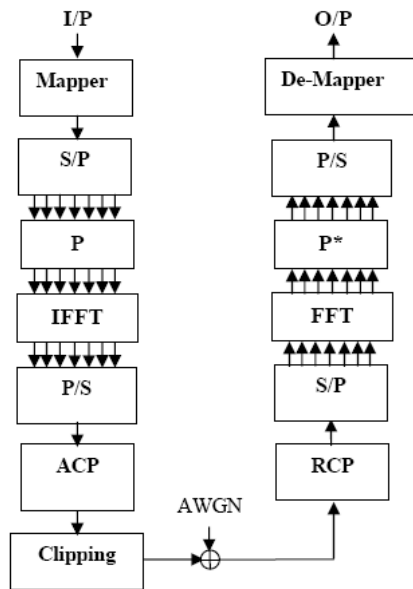 I/P
Mapper
S/P
P
IFFT
P/S
ACP
Clipping
AWGN
O/P
De-Mapper
P/S
P*
FFT
S/P
RCP